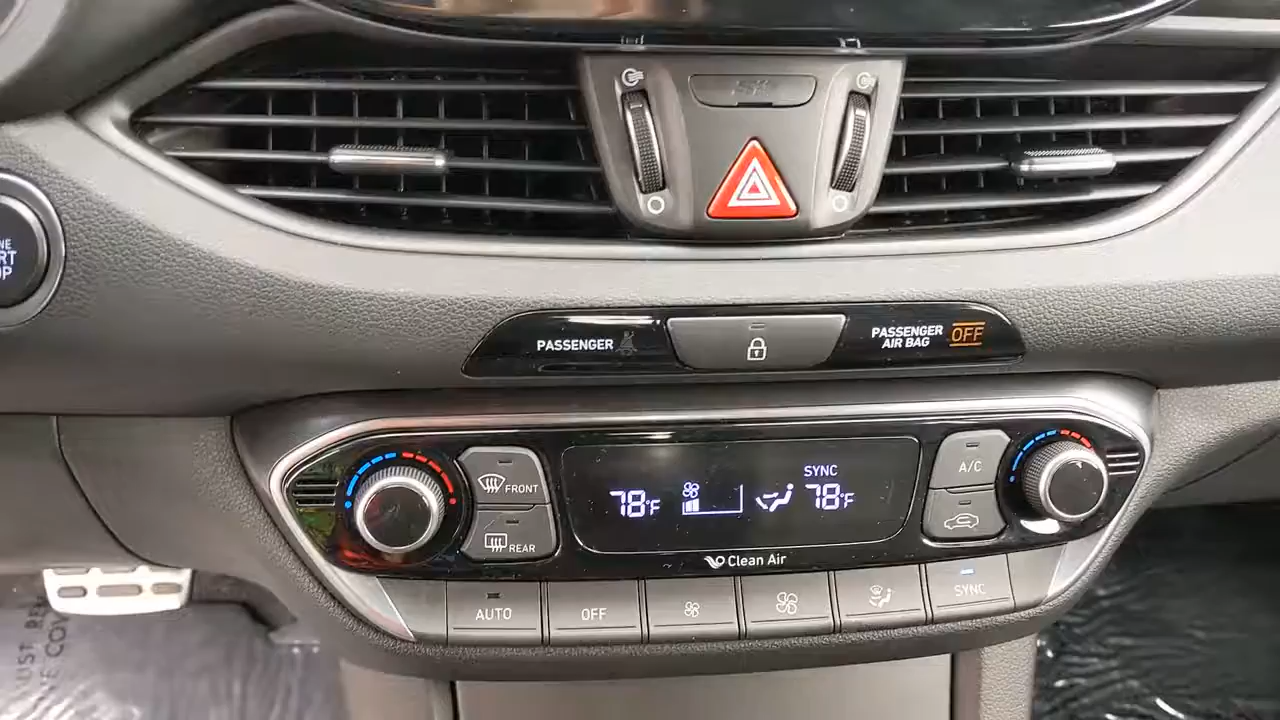 PASSENGER
PASSENGER
AIR BAG
OFF
FRONT
REAR
SYNC
78°F
78°F
A/C
Clean Air
AUTO
OFF
SYNC